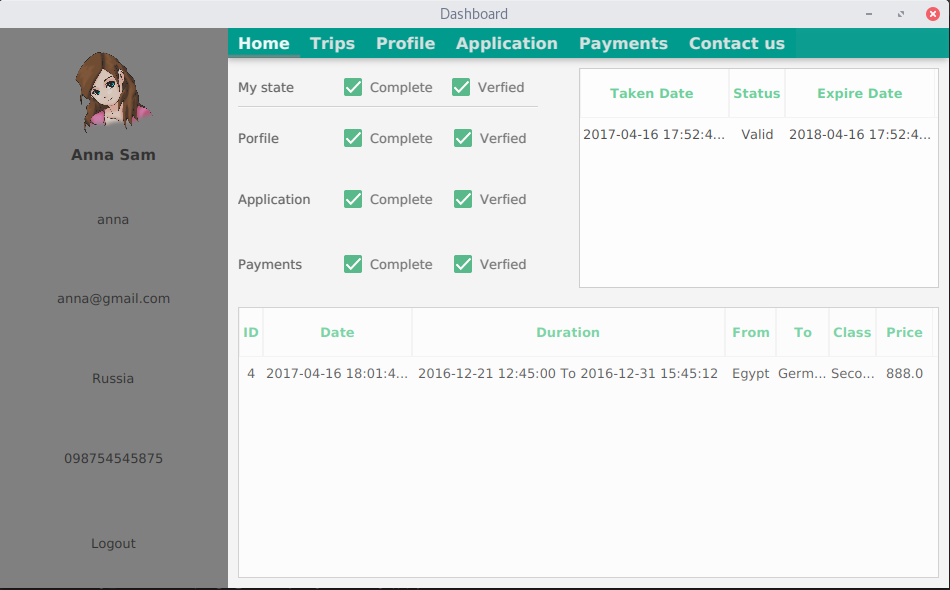 Dashboard
Home Trips Profile Application Payments Contact us
Anna Sam
anna
anna@gmail.com
Russia
098754545875
Logout
My state Complete Verfied
Porfile Complete Verfied
Application Complete Verfied
Payments Complete Verfied
Taken Date Status Expire Date
2017-04-16 17:52:4... Valid 2018-04-16 17:52:4...
ID Date Duration From To Class Price
4 2017-04-16 18:01:4... 2016-12-21 12:45:00 To 2016-12-31 15:45:12 Egypt Germ... Seco... 888.0